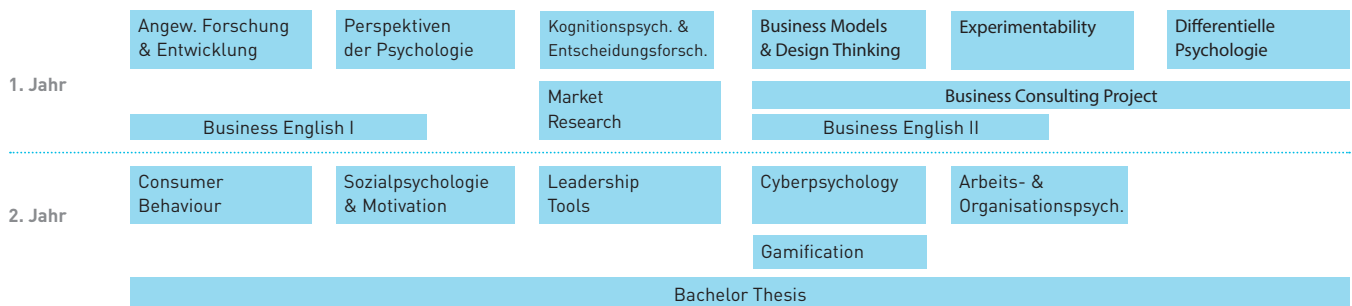 Angew. Forschung
& Entwicklung
Perspektiven
der Psychologie
Kognitionspsych. &
Entscheidungsforsch.
Business Models
& Design Thinking
Experimentability
Differentielle
Psychologie
1. Jahr
Market
Research
Business Consulting Project
Business English I
Business English II
Consumer
Behaviour
Sozialpsychologie
& Motivation
Leadership
Tools
Cyberpsychology
Arbeits- &
Organisationspsych.
2. Jahr
Gamification
Bachelor Thesis